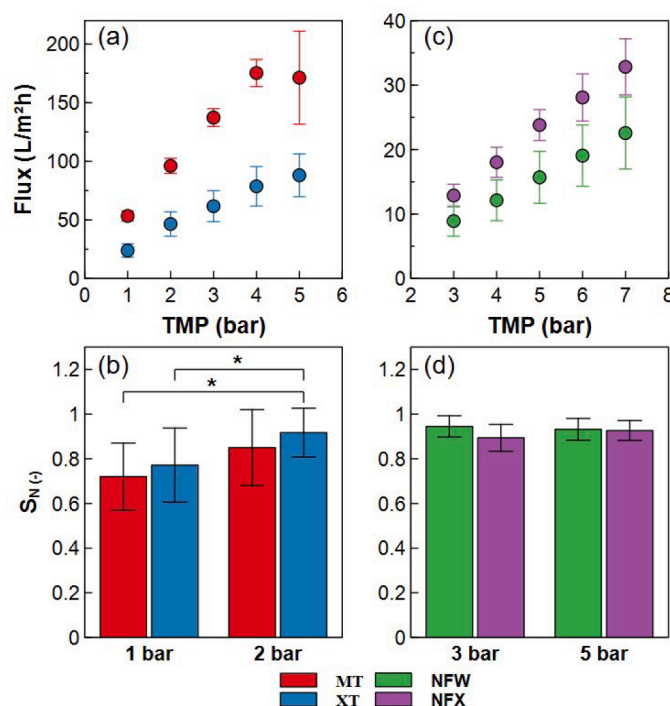 (a)
Flux (L/m²h)
200
150
100
50
0
0 1 2 3 4 5 6
TMP (bar)
(c)
40
30
20
10
0
2 3 4 5 6 7 8
TMP (bar)
(b)
S_N (-)
1.2
1
0.8
0.6
0.4
0.2
0
*
*
1 bar 2 bar
(d)
1.2
1
0.8
0.6
0.4
0.2
0
3 bar 5 bar
MT NFW
XT NFX